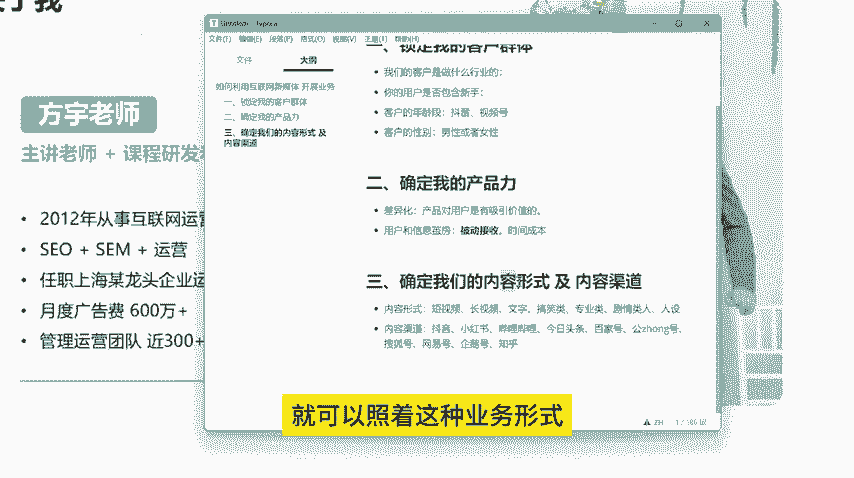 方宇老师
主讲老师 + 课程研发
2012年从事互联网运营
SEO + SEM + 运营
任职上海某龙头企业运
月度广告费 600万+
管理运营团队 近300+
文件(F) 编辑(E) 段落(P) 格式(O) 视图(V) 主题(T) 帮助(H)
文件 大纲
如何利用互联网新媒体 开展业务
一、锁定我的客户群体
二、确定我的产品力
三、确定我们的内容形式 及
内容渠道
一、锁定我的客户群体
我们的客户是做什么行业的;
你的用户是否包含新手;
客户的年龄段: 抖音、视频号
客户的性别: 男性或者女性
二、确定我的产品力
差异化: 产品对用户是有吸引价值的。
用户和信息茧房: 被动接收。时间成本
三、确定我们的内容形式 及 内容渠道
内容形式: 短视频、长视频、文字。搞笑类、专业类、剧情类人、人设
内容渠道: 抖音、小红书、哔哩哔哩、今日头条、百家号、公zhong号、
搜狐号、网易号、企鹅号、知乎
就可以照着这种业务形式